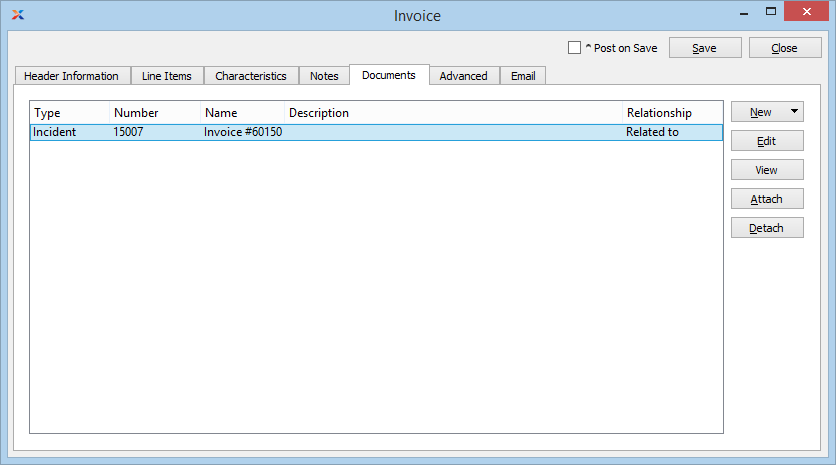 Invoice
^ Post on Save Save Close
Header Information Line Items Characteristics Notes Documents Advanced Email
Type Number Name Description Relationship
Incident 15007 Invoice #60150 Related to
New
Edit
View
Attach
Detach